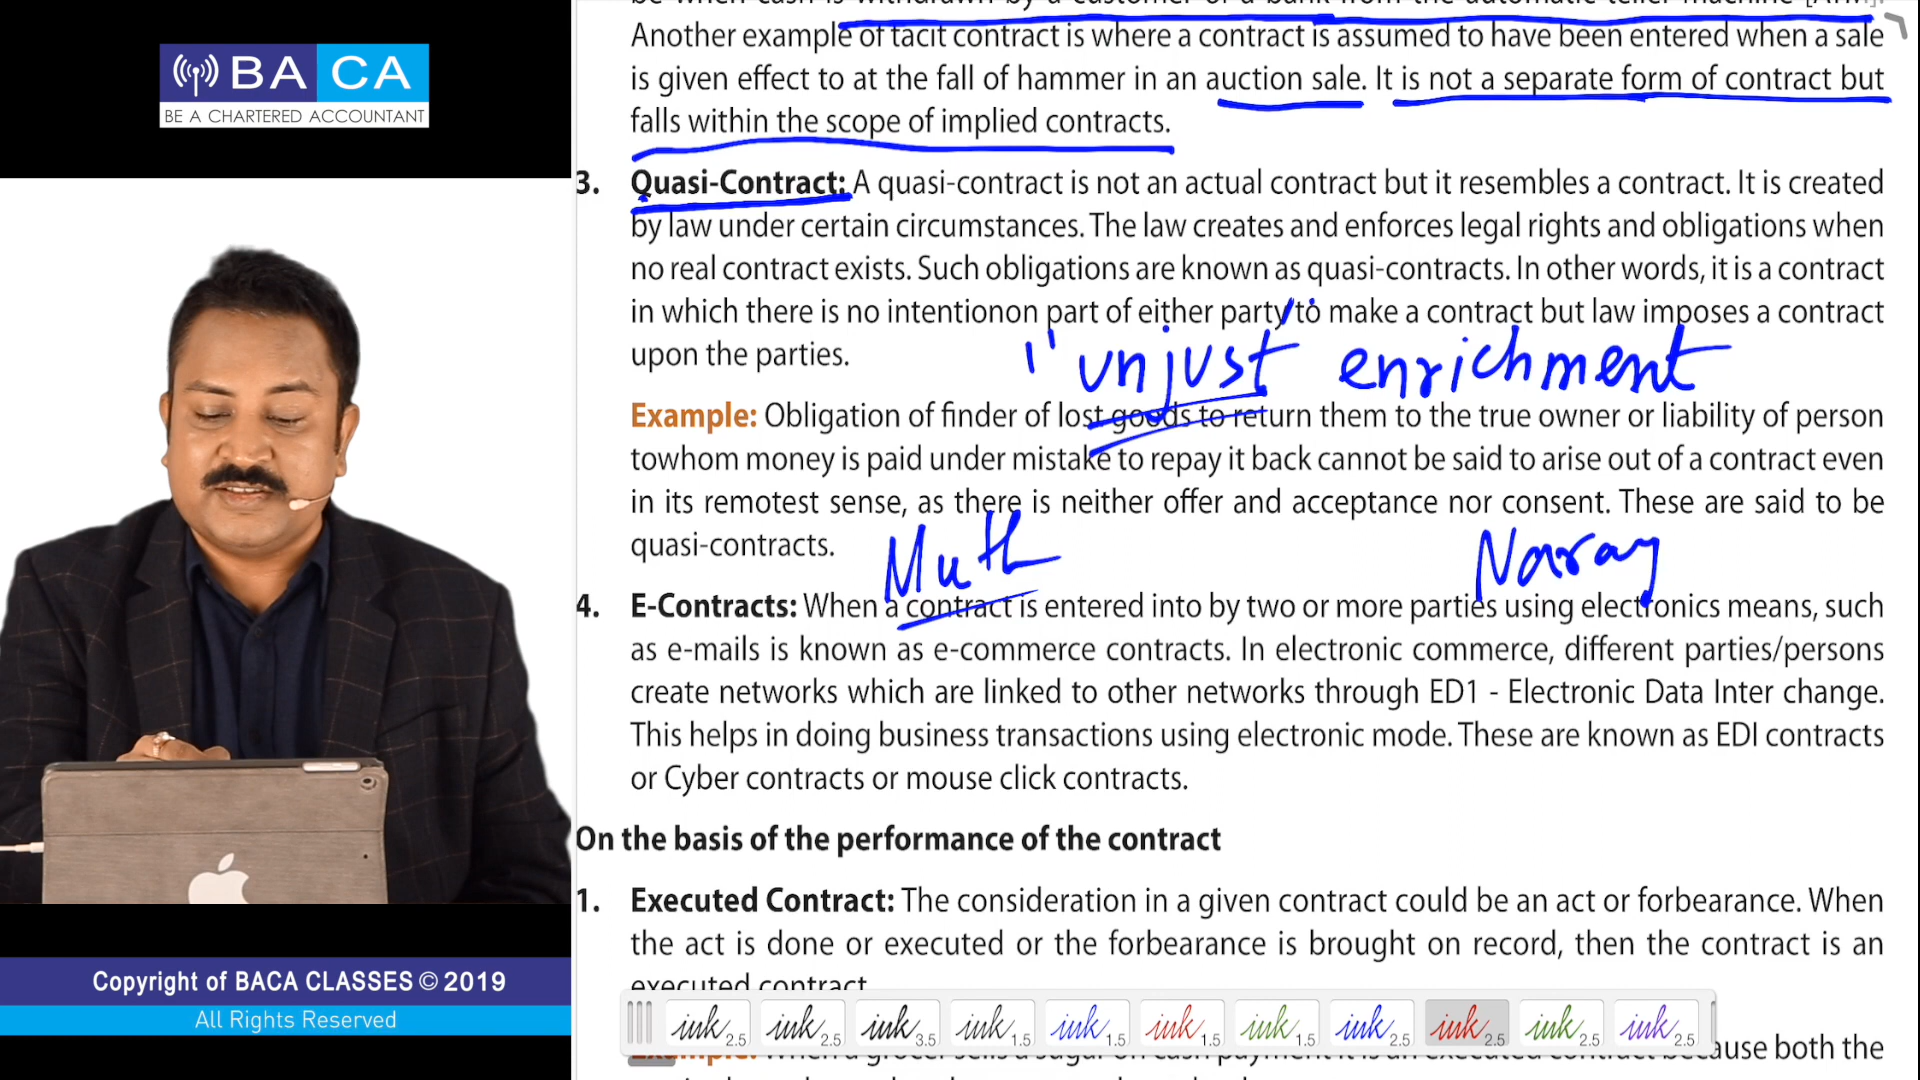 BA CA
BE A CHARTERED ACCOUNTANT
Another example of tacit contract is where a contract is assumed to have been entered when a sale
is given effect to at the fall of hammer in an auction sale. It is not a separate form of contract but
falls within the scope of implied contracts.
3. Quasi-Contract: A quasi-contract is not an actual contract but it resembles a contract. It is created
by law under certain circumstances. The law creates and enforces legal rights and obligations when
no real contract exists. Such obligations are known as quasi-contracts. In other words, it is a contract
in which there is no intentionon part of either party to make a contract but law imposes a contract
upon the parties.
unjust enrichment
Example: Obligation of finder of lost goods to return them to the true owner or liability of person
towhom money is paid under mistake to repay it back cannot be said to arise out of a contract even
in its remotest sense, as there is neither offer and acceptance nor consent. These are said to be
quasi-contracts.
4. E-Contracts: When a contract is entered into by two or more parties using electronics means, such
as e-mails is known as e-commerce contracts. In electronic commerce, different parties/persons
create networks which are linked to other networks through ED1 - Electronic Data Inter change.
This helps in doing business transactions using electronic mode. These are known as EDI contracts
or Cyber contracts or mouse click contracts.
On the basis of the performance of the contract
1. Executed Contract: The consideration in a given contract could be an act or forbearance. When
the act is done or executed or the forbearance is brought on record, then the contract is an
executed contract.
ink 2.5 ink 2.5 ink 3.5 ink 1.5 ink 1.5 ink 1.5 ink 1.5 ink 2.5 ink 2.5 ink 2.5 ink 2.5
because both the
Copyright of BACA CLASSES © 2019
All Rights Reserved